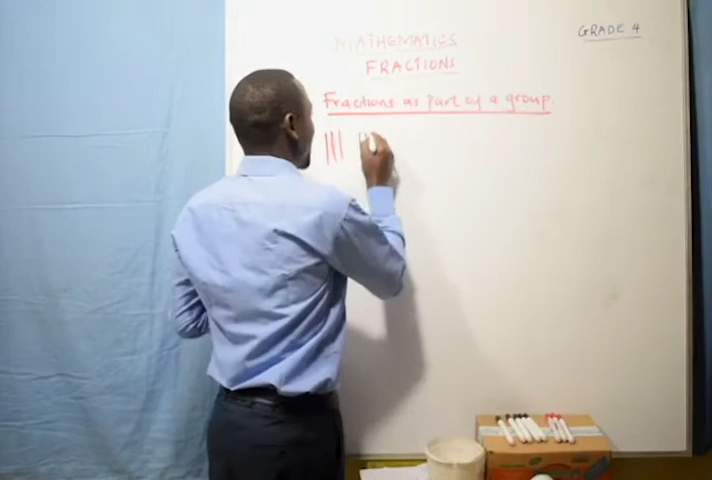 GRADE 4
MATHEMATICS
FRACTIONS
Fractions as part of a group.